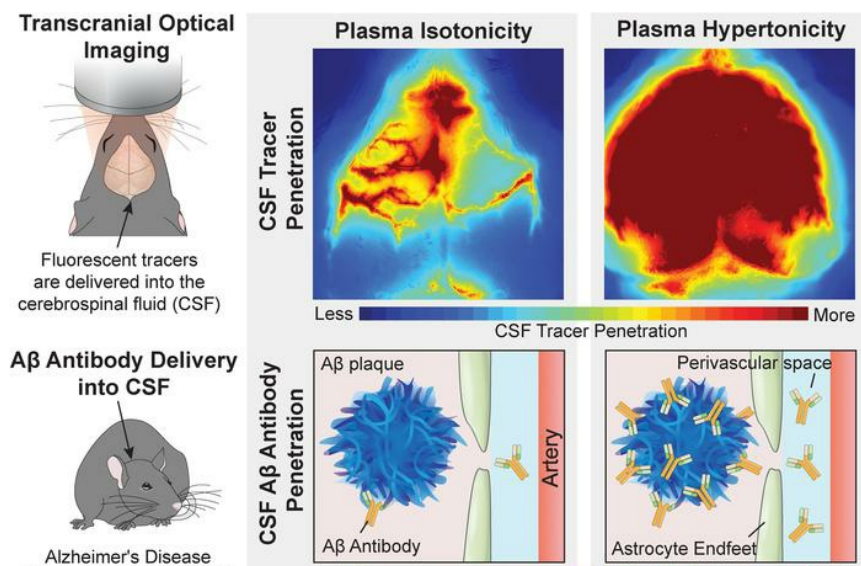 Transcranial Optical
Imaging
Fluorescent tracers
are delivered into the
cerebrospinal fluid (CSF)
Plasma Isotonicity
Plasma Hypertonicity
CSF Tracer
Penetration
Less
More
CSF Tracer Penetration
Aβ Antibody Delivery
into CSF
Alzheimer's Disease
CSF Aβ Antibody
Penetration
Aβ plaque
Artery
Aβ Antibody
Perivascular space
Astrocyte Endfeet